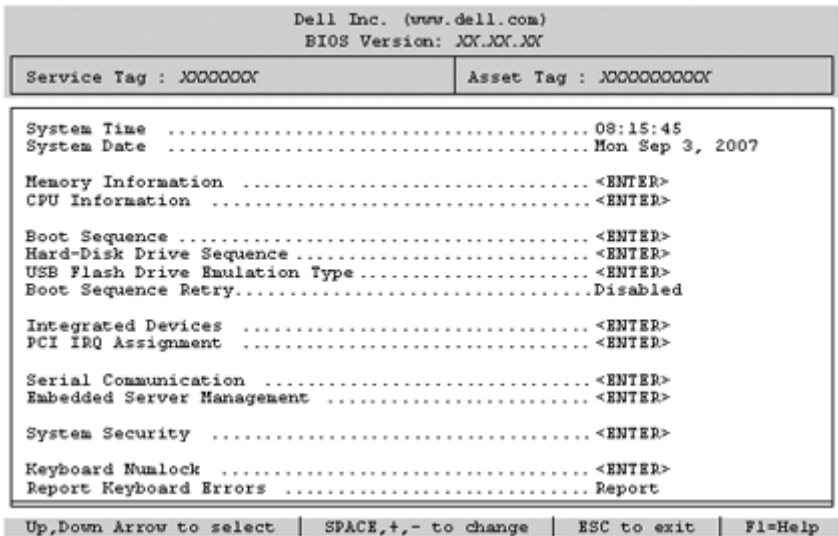 Dell Inc. (www.dell.com)
BIOS Version: XX.XX.XX
Service Tag : XXXXXXX
Asset Tag : XXXXXXXXXX
System Time ........................................ 08:15:45
System Date ........................................ Mon Sep 3, 2007
Memory Information ................................. <ENTER>
CPU Information .................................... <ENTER>
Boot Sequence ....................................... <ENTER>
Hard-Disk Drive Sequence ............................ <ENTER>
USB Flash Drive Emulation Type ...................... <ENTER>
Boot Sequence Retry.................................. Disabled
Integrated Devices ................................. <ENTER>
PCI IRQ Assignment ................................. <ENTER>
Serial Communication ............................... <ENTER>
Embedded Server Management ......................... <ENTER>
System Security .................................... <ENTER>
Keyboard Numlock ................................... <ENTER>
Report Keyboard Errors ............................. Report
Up,Down Arrow to select
SPACE,+,- to change
ESC to exit
F1=Help